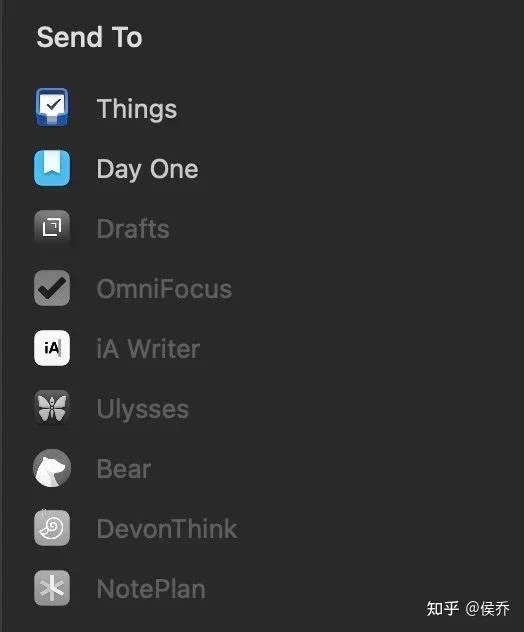 Send To
Things
Day One
Drafts
OmniFocus
iA Writer
iA
Ulysses
Bear
DevonThink
NotePlan
知乎 @侯乔